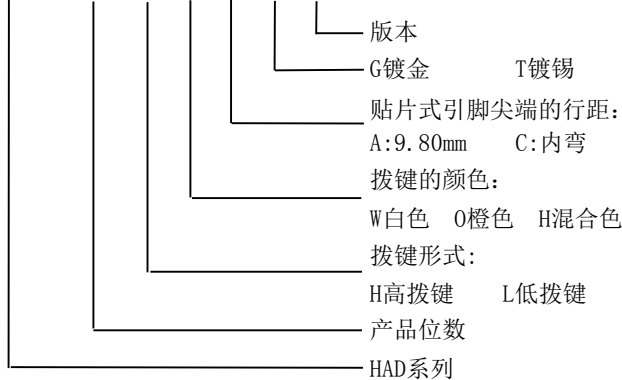 版本
G镀金 T镀锡
贴片式引脚尖端的行距:
A:9.80mm C:内弯
拨键的颜色:
W白色 O橙色 H混合色
拨键形式:
H高拨键 L低拨键
产品位数
HAD系列